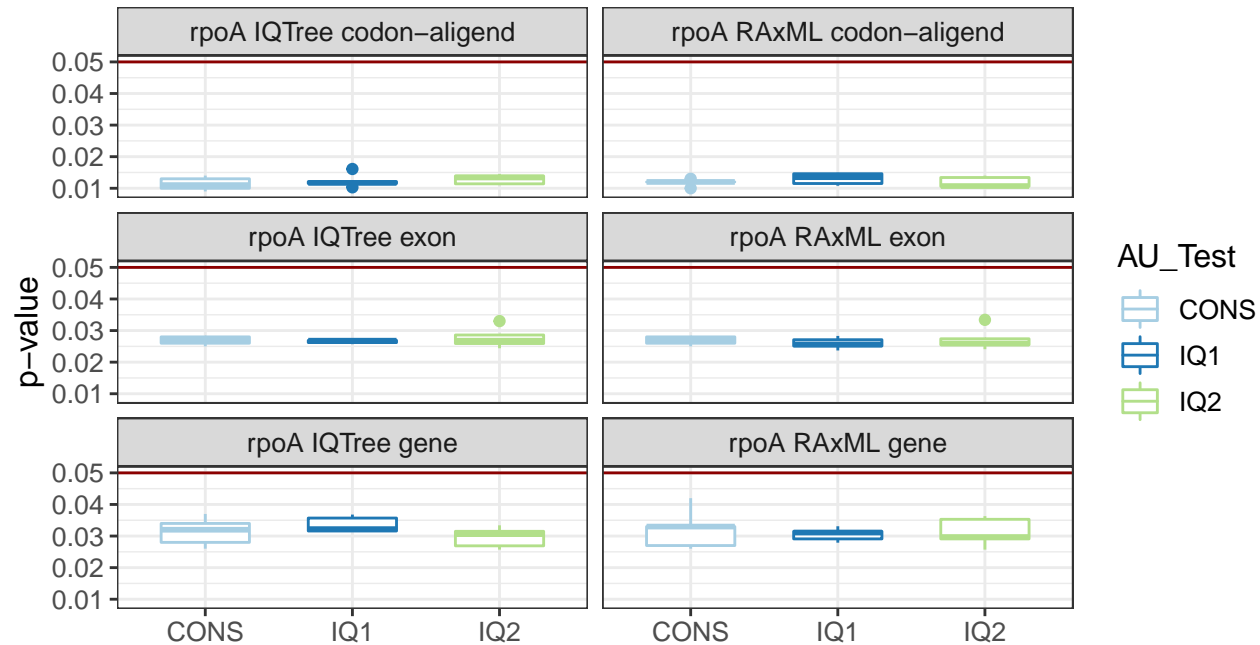 rpoA IQTree codon−aligend
rpoA RAxML codon−aligend
0.05
0.04
0.03
0.02
0.01
rpoA IQTree exon
rpoA RAxML exon
0.05
0.04
0.03
0.02
0.01
rpoA IQTree gene
rpoA RAxML gene
0.05
0.04
0.03
0.02
0.01
p−value
CONS
IQ1
IQ2
CONS
IQ1
IQ2
AU_Test
CONS
IQ1
IQ2